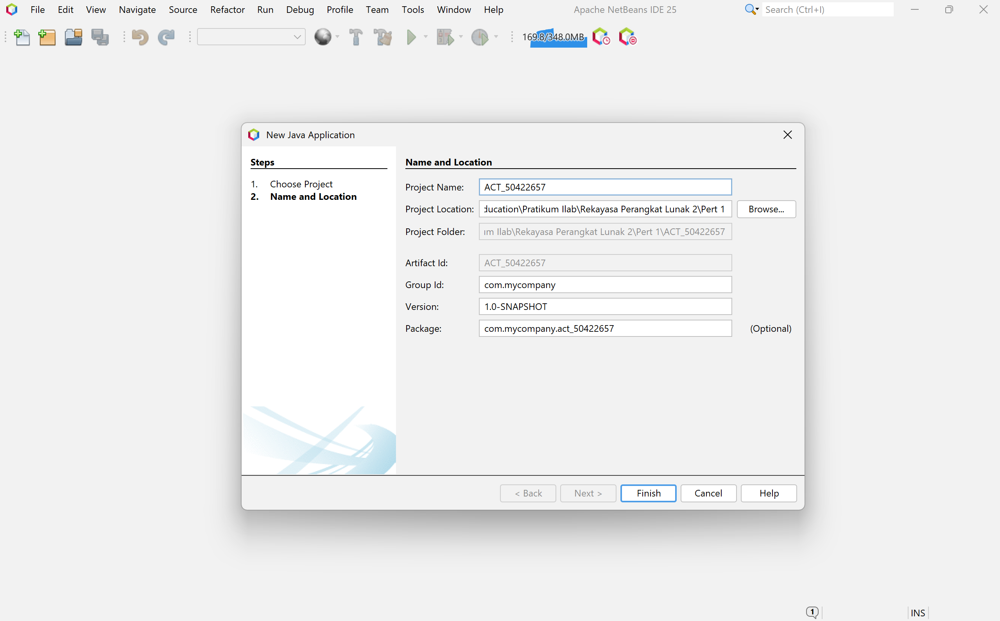 File Edit View Navigate Source Refactor Run Debug Profile Team Tools Window Help Apache NetBeans IDE 25 Search (Ctrl+I)
169.8/348.0MB
New Java Application
Steps
1. Choose Project
2. Name and Location
Name and Location
Project Name: ACT_50422657
Project Location: ducation\Pratikum Ilab\Rekayasa Perangkat Lunak 2\Pert 1 Browse...
Project Folder: m Ilab\Rekayasa Perangkat Lunak 2\Pert 1\ACT_50422657
Artifact Id: ACT_50422657
Group Id: com.mycompany
Version: 1.0-SNAPSHOT
Package: com.mycompany.act_50422657 (Optional)
< Back Next > Finish Cancel Help
1 INS